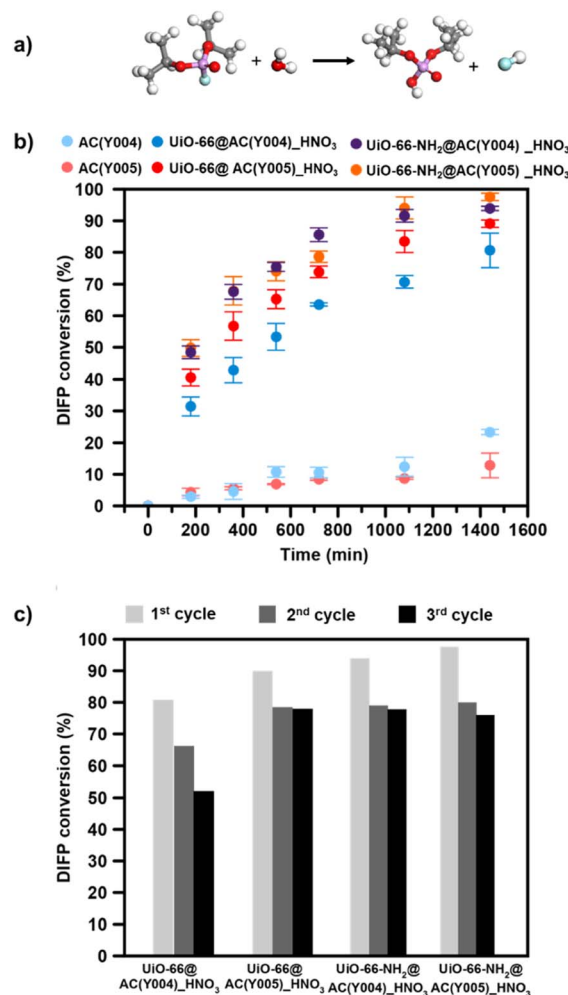 a)
+
+
b)
AC(Y004) UiO-66@AC(Y004)_HNO₃ UiO-66-NH₂@AC(Y004)_HNO₃
AC(Y005) UiO-66@ AC(Y005)_HNO₃ UiO-66-NH₂@AC(Y005) _HNO₃
DIFP conversion (%)
100
90
80
70
60
50
40
30
20
10
0
0 200 400 600 800 1000 1200 1400 1600
Time (min)
c)
1st cycle 2nd cycle 3rd cycle
DIFP conversion (%)
100
90
80
70
60
50
40
30
20
10
0
UiO-66@ UiO-66@ UiO-66-NH₂@ UiO-66-NH₂@
AC(Y004)_HNO₃ AC(Y005)_HNO₃ AC(Y004)_HNO₃ AC(Y005)_HNO₃